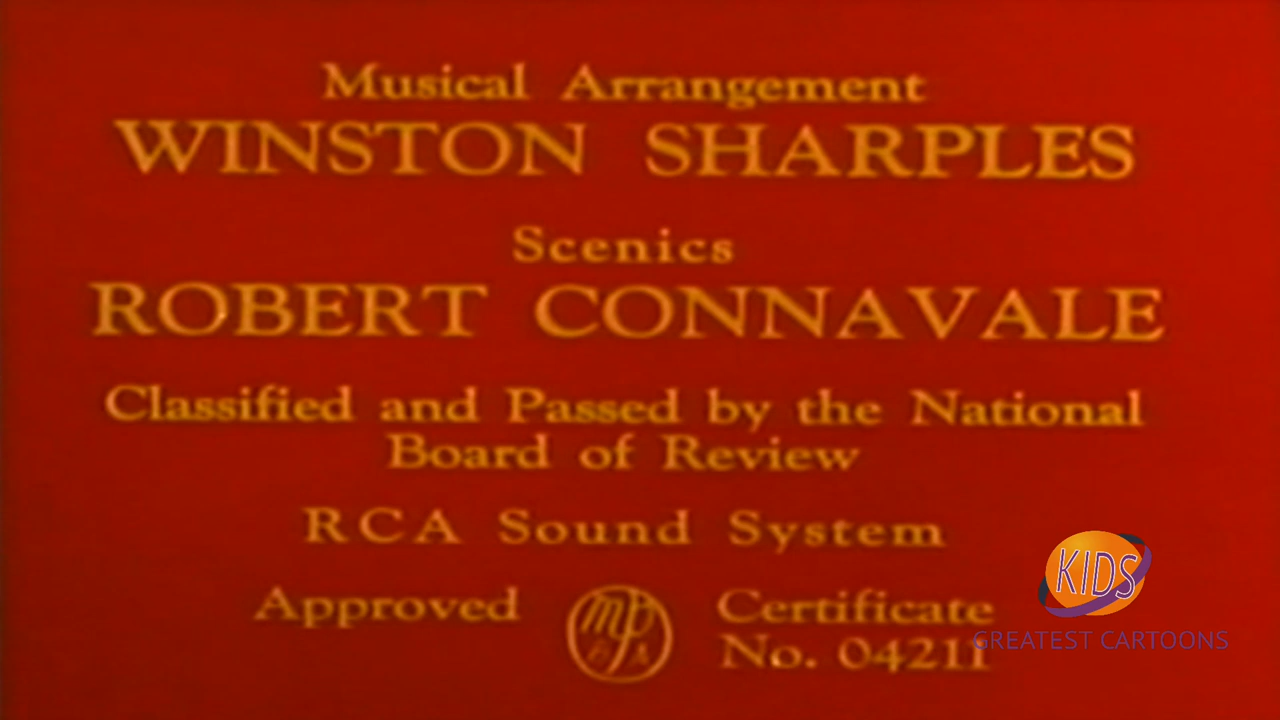 Musical Arrangement
WINSTON SHARPLES
Scenics
ROBERT CONNAVALE
Classified and Passed by the National
Board of Review
RCA Sound System
Approved
Certificate
No. 04211
KIDS
GREATEST CARTOONS